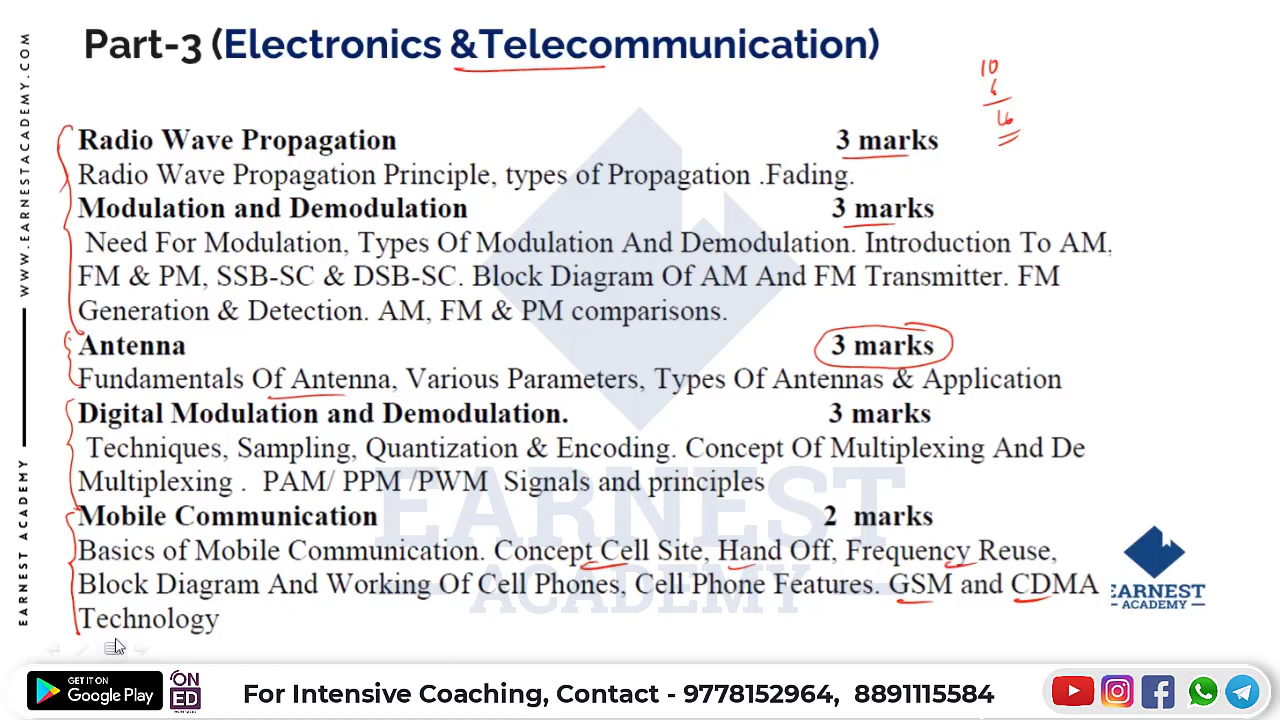 Part-3 (Electronics &Telecommunication)
10
6
16
Radio Wave Propagation 3 marks
Radio Wave Propagation Principle, types of Propagation .Fading.
Modulation and Demodulation 3 marks
Need For Modulation, Types Of Modulation And Demodulation. Introduction To AM,
FM & PM, SSB-SC & DSB-SC. Block Diagram Of AM And FM Transmitter. FM
Generation & Detection. AM, FM & PM comparisons.
Antenna 3 marks
Fundamentals Of Antenna, Various Parameters, Types Of Antennas & Application
Digital Modulation and Demodulation. 3 marks
Techniques, Sampling, Quantization & Encoding. Concept Of Multiplexing And De
Multiplexing . PAM/ PPM /PWM Signals and principles
Mobile Communication 2 marks
Basics of Mobile Communication. Concept Cell Site, Hand Off, Frequency Reuse,
Block Diagram And Working Of Cell Phones, Cell Phone Features. GSM and CDMA
Technology
WWW.EARNESTACADEMY.COM
EARNEST ACADEMY
EARNEST
ACADEMY
EARNEST
ACADEMY
GET IT ON
Google Play
ON
ED
For Intensive Coaching, Contact - 9778152964, 8891115584